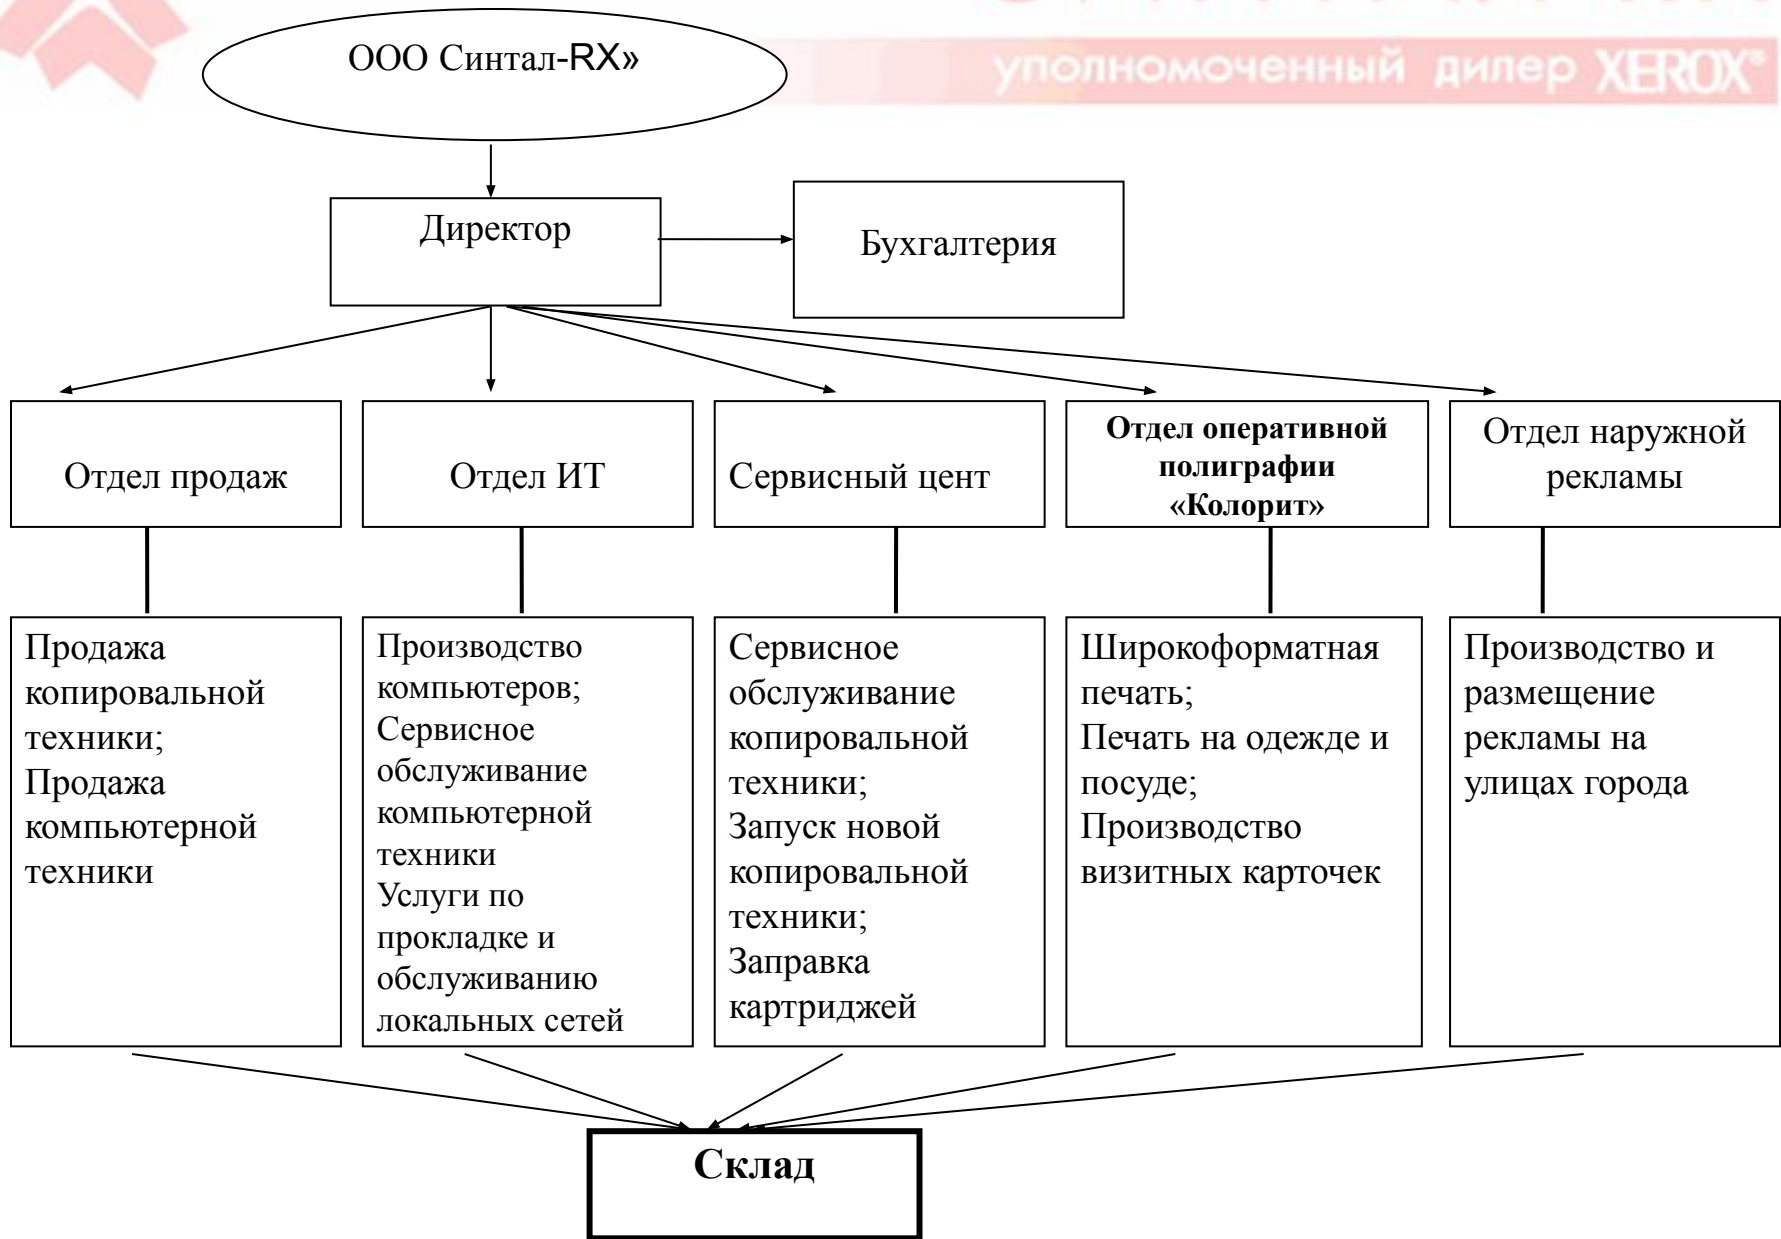 уполномоченный дилер XEROX®
ООО Синтал-RX»
Директор
Бухгалтерия
Отдел продаж
Отдел ИТ
Сервисный цент
Отдел оперативной
полиграфии
«Колорит»
Отдел наружной
рекламы
Продажа
копировальной
техники;
Продажа
компьютерной
техники
Производство
компьютеров;
Сервисное
обслуживание
компьютерной
техники
Услуги по
прокладке и
обслуживанию
локальных сетей
Сервисное
обслуживание
копировальной
техники;
Запуск новой
копировальной
техники;
Заправка
картриджей
Широкоформатная
печать;
Печать на одежде и
посуде;
Производство
визитных карточек
Производство и
размещение
рекламы на
улицах города
Склад